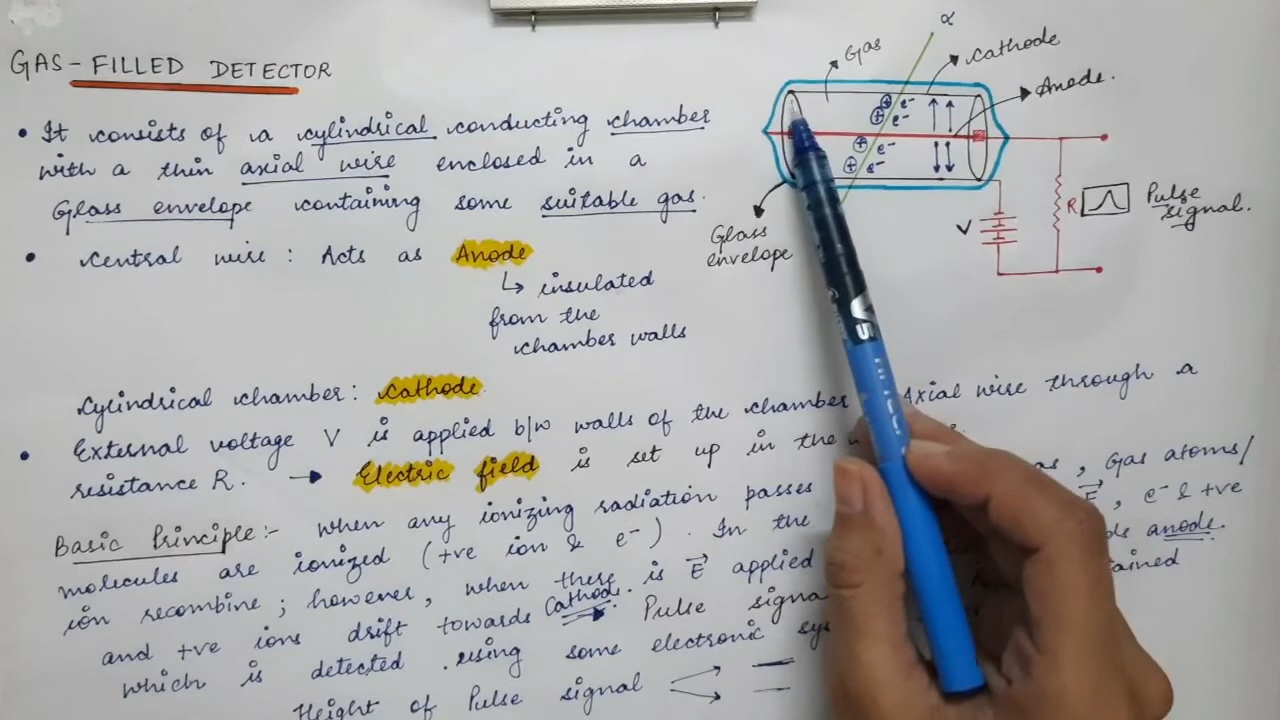 GAS-FILLED DETECTOR
• It consists of a cylindrical conducting chamber
with a thin axial wire enclosed in a
Glass envelope containing some suitable gas.
• Central wire: Acts as Anode
↳ insulated
from the
chamber walls
Cylindrical chamber: Cathode
• External voltage V is applied b/w walls of the chamber Axial wire through a
resistance R. → Electric field is set up in the
Basic Principle:- When any ionizing radiation passes gas, Gas atoms/
molecules are ionized (+ve ion & e⁻). In the E⃗, e⁻ & +ve
ion recombine; however, when there is E⃗ applied anode.
and +ve ions drift towards Cathode. Pulse
which is detected using some electronic
Height of Pulse signal
α
Gas
Cathode
Anode.
⊕ e⁻
⊕ e⁻
⊕ e⁻
⊕ e⁻
Glass
envelope
V
R
Pulse
signal.
V5